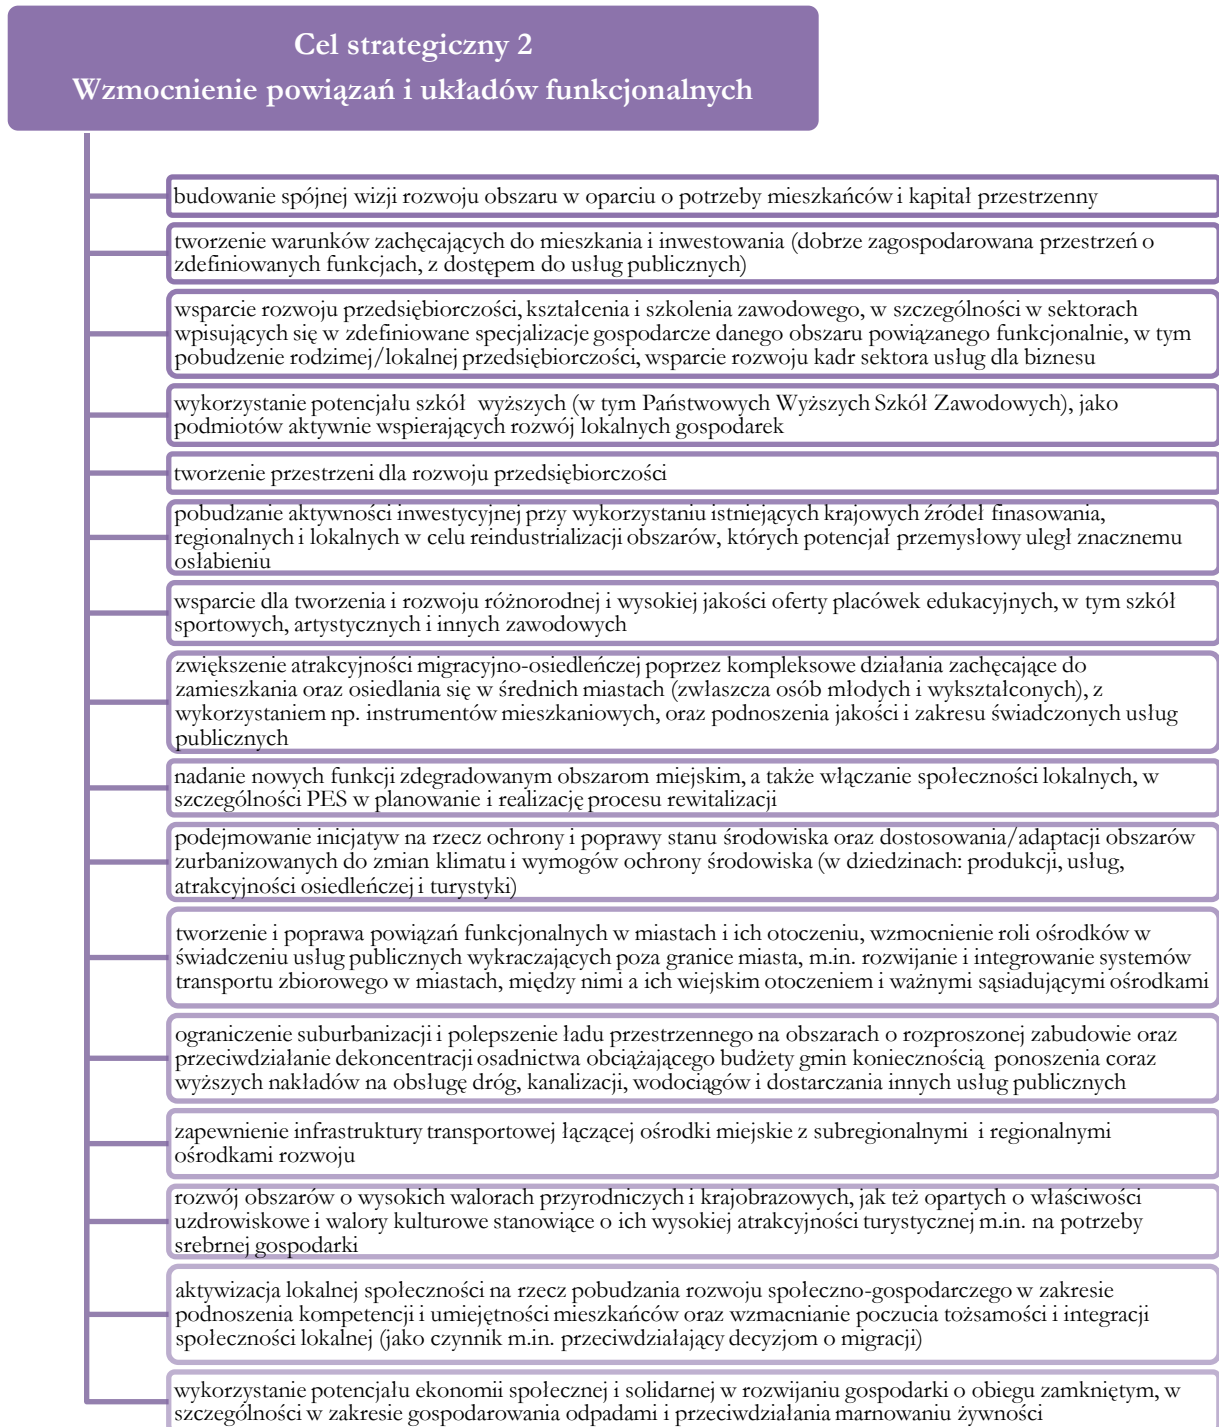 Cel strategiczny 2
Wzmocnienie powiązań i układów funkcjonalnych
budowanie spójnej wizji rozwoju obszaru w oparciu o potrzeby mieszkańców i kapitał przestrzenny
tworzenie warunków zachęcających do mieszkania i inwestowania (dobrze zagospodarowana przestrzeń o
zdefiniowanych funkcjach, z dostępem do usług publicznych)
wsparcie rozwoju przedsiębiorczości, kształcenia i szkolenia zawodowego, w szczególności w sektorach
wpisujących się w zdefiniowane specjalizacje gospodarcze danego obszaru powiązanego funkcjonalnie, w tym
pobudzenie rodzimej/lokalnej przedsiębiorczości, wsparcie rozwoju kadr sektora usług dla biznesu
wykorzystanie potencjału szkół wyższych (w tym Państwowych Wyższych Szkół Zawodowych), jako
podmiotów aktywnie wspierających rozwój lokalnych gospodarek
tworzenie przestrzeni dla rozwoju przedsiębiorczości
pobudzanie aktywności inwestycyjnej przy wykorzystaniu istniejących krajowych źródeł finasowania,
regionalnych i lokalnych w celu reindustrializacji obszarów, których potencjał przemysłowy uległ znacznemu
osłabieniu
wsparcie dla tworzenia i rozwoju różnorodnej i wysokiej jakości oferty placówek edukacyjnych, w tym szkół
sportowych, artystycznych i innych zawodowych
zwiększenie atrakcyjności migracyjno-osiedleńczej poprzez kompleksowe działania zachęcające do
zamieszkania oraz osiedlania się w średnich miastach (zwłaszcza osób młodych i wykształconych), z
wykorzystaniem np. instrumentów mieszkaniowych, oraz podnoszenia jakości i zakresu świadczonych usług
publicznych
nadanie nowych funkcji zdegradowanym obszarom miejskim, a także włączanie społeczności lokalnych, w
szczególności PES w planowanie i realizację procesu rewitalizacji
podejmowanie inicjatyw na rzecz ochrony i poprawy stanu środowiska oraz dostosowania/adaptacji obszarów
zurbanizowanych do zmian klimatu i wymogów ochrony środowiska (w dziedzinach: produkcji, usług,
atrakcyjności osiedleńczej i turystyki)
tworzenie i poprawa powiązań funkcjonalnych w miastach i ich otoczeniu, wzmocnienie roli ośrodków w
świadczeniu usług publicznych wykraczających poza granice miasta, m.in. rozwijanie i integrowanie systemów
transportu zbiorowego w miastach, między nimi a ich wiejskim otoczeniem i ważnymi sąsiadującymi ośrodkami
ograniczenie suburbanizacji i polepszenie ładu przestrzennego na obszarach o rozproszonej zabudowie oraz
przeciwdziałanie dekoncentracji osadnictwa obciążającego budżety gmin koniecznością ponoszenia coraz
wyższych nakładów na obsługę dróg, kanalizacji, wodociągów i dostarczania innych usług publicznych
zapewnienie infrastruktury transportowej łączącej ośrodki miejskie z subregionalnymi i regionalnymi
ośrodkami rozwoju
rozwój obszarów o wysokich walorach przyrodniczych i krajobrazowych, jak też opartych o właściwości
uzdrowiskowe i walory kulturowe stanowiące o ich wysokiej atrakcyjności turystycznej m.in. na potrzeby
srebrnej gospodarki
aktywizacja lokalnej społeczności na rzecz pobudzania rozwoju społeczno-gospodarczego w zakresie
podnoszenia kompetencji i umiejętności mieszkańców oraz wzmacnianie poczucia tożsamości i integracji
społeczności lokalnej (jako czynnik m.in. przeciwdziałający decyzjom o migracji)
wykorzystanie potencjału ekonomii społecznej i solidarnej w rozwijaniu gospodarki o obiegu zamkniętym, w
szczególności w zakresie gospodarowania odpadami i przeciwdziałania marnowaniu żywności